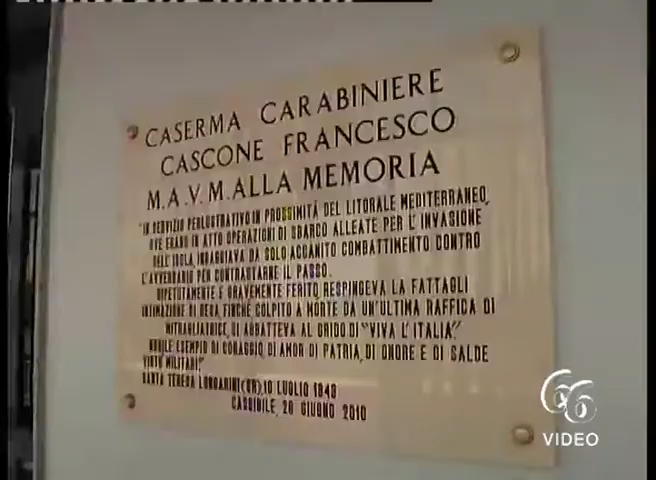 CASERMA CARABINIERE
CASCONE FRANCESCO
M.A.V.M. ALLA MEMORIA
"IN SERVIZIO PERLUSTRATIVO IN PROSSIMITÀ DEL LITORALE MEDITERRANEO,
OVE ERANO IN ATTO OPERAZIONI DI SBARCO ALLEATE PER L'INVASIONE
DELL'ISOLA, INGAGGIAVA DA SOLO ACCANITO COMBATTIMENTO CONTRO
L'AVVERSARIO PER CONTRASTARNE IL PASSO.
RIPETUTAMENTE E GRAVEMENTE FERITO, RESPINGEVA LA FATTAGLI
INTIMAZIONE DI RESA, FINCHÉ, COLPITO A MORTE DA UN'ULTIMA RAFFICA DI
MITRAGLIATRICE, SI ABBATTEVA AL GRIDO DI "VIVA L'ITALIA".
NOBILE ESEMPIO DI CORAGGIO, DI AMOR DI PATRIA, DI ONORE E DI SALDE
VIRTÙ MILITARI."
SANTA TERESA LONGARINI (SR), 10 LUGLIO 1943
CASSIBILE, 26 GIUGNO 2010
VIDEO